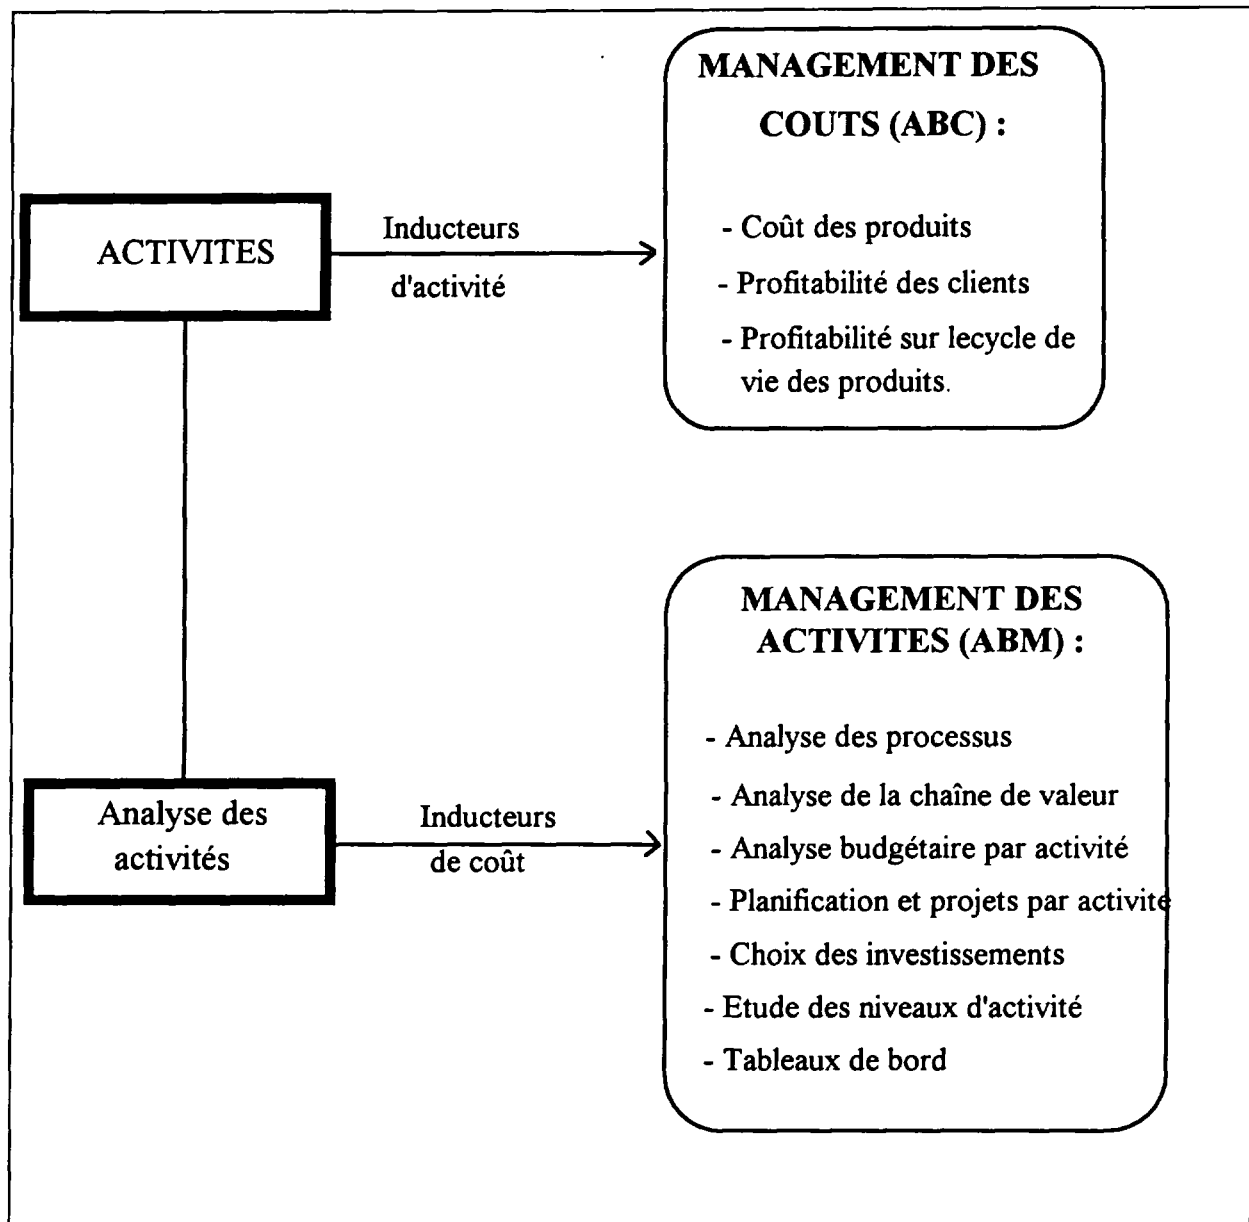 MANAGEMENT DES
COUTS (ABC) :
- Coût des produits
- Profitabilité des clients
- Profitabilité sur lecycle de
vie des produits.
ACTIVITES
Inducteurs
d'activité
MANAGEMENT DES
ACTIVITES (ABM) :
- Analyse des processus
- Analyse de la chaîne de valeur
- Analyse budgétaire par activité
- Planification et projets par activité
- Choix des investissements
- Etude des niveaux d'activité
- Tableaux de bord
Analyse des
activités
Inducteurs
de coût